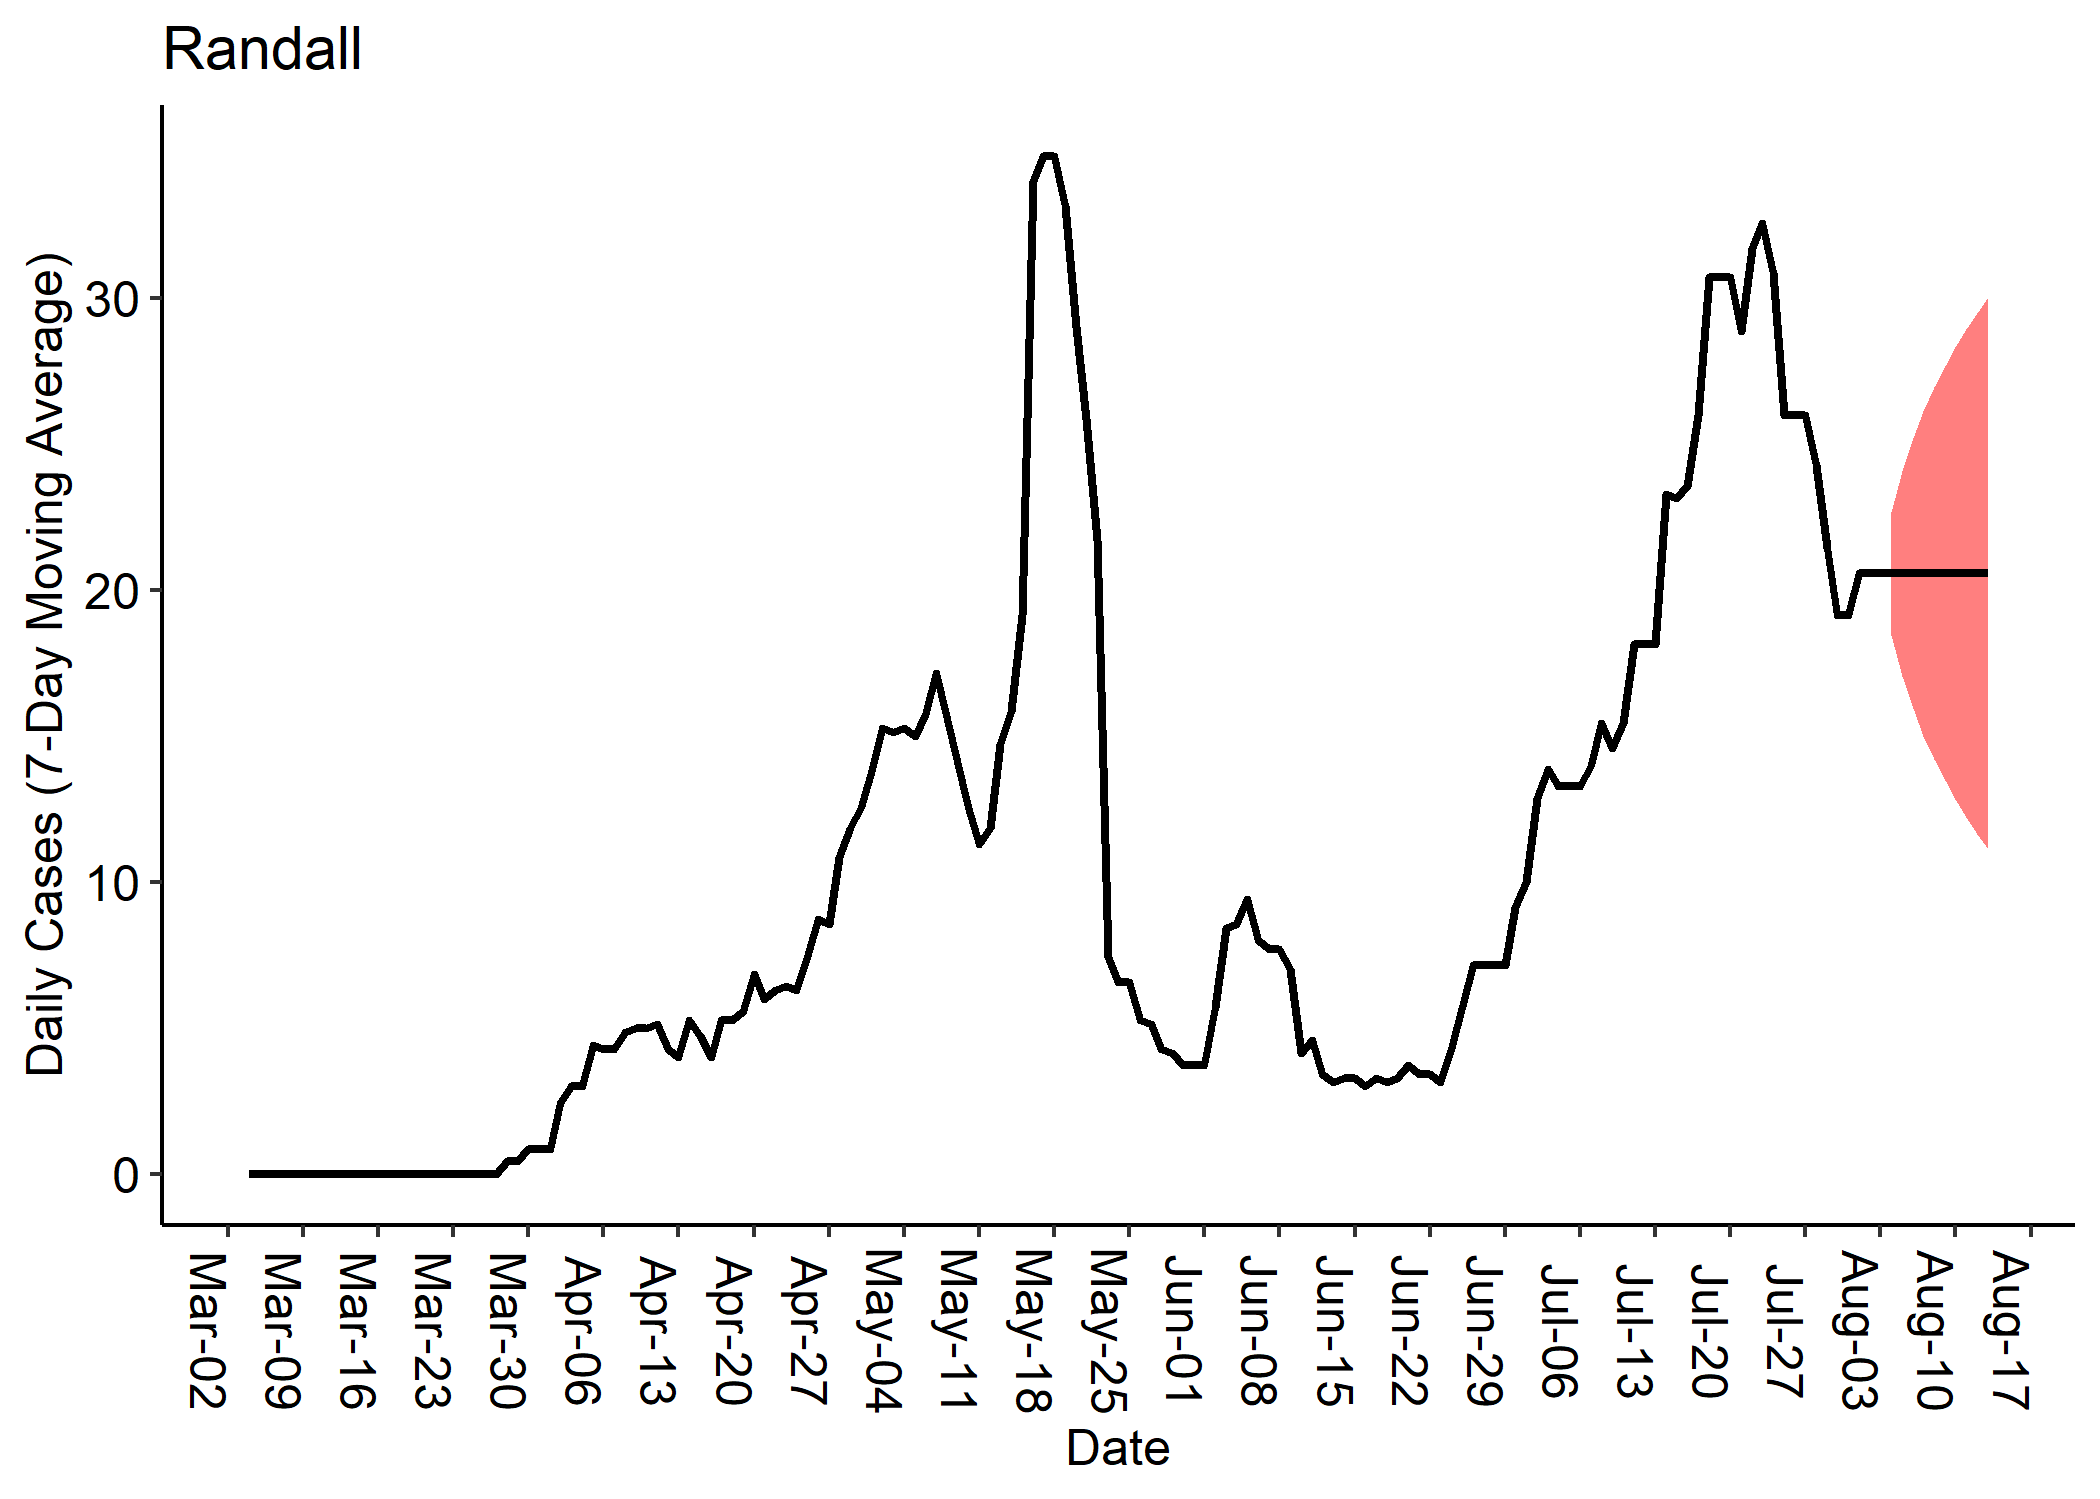 Randall
Daily Cases (7-Day Moving Average)
30
20
10
0
Mar-02
Mar-09
Mar-16
Mar-23
Mar-30
Apr-06
Apr-13
Apr-20
Apr-27
May-04
May-11
May-18
May-25
Jun-01
Jun-08
Jun-15
Jun-22
Jun-29
Jul-06
Jul-13
Jul-20
Jul-27
Aug-03
Aug-10
Aug-17
Date